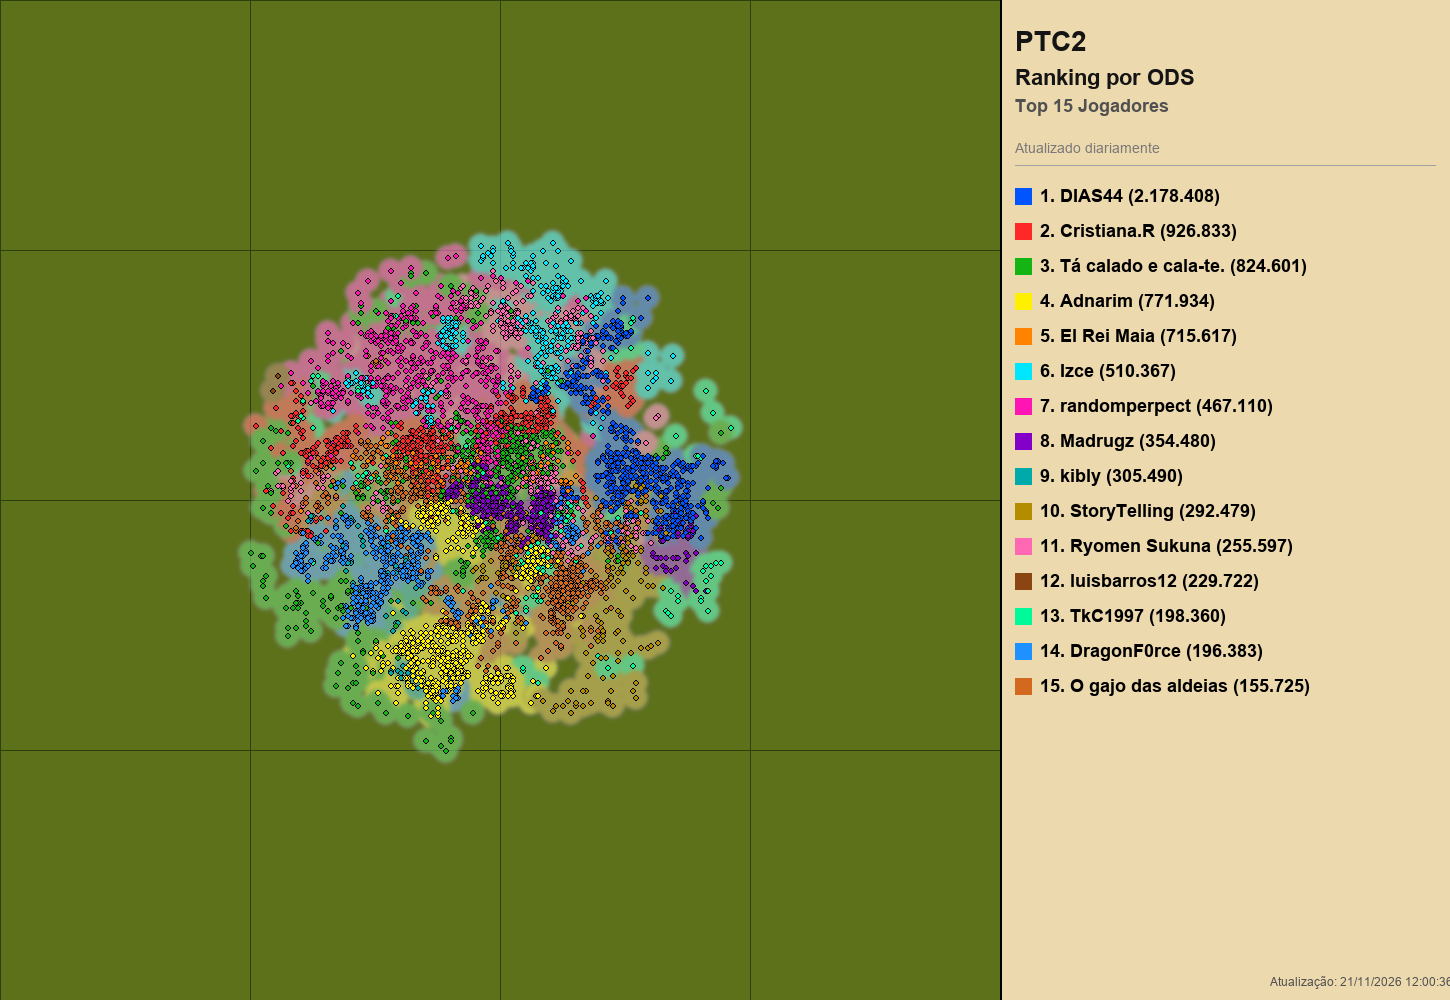 PTC2
Ranking por ODS
Top 15 Jogadores
Atualizado diariamente
1. DIAS44 (2.178.408)
2. Cristiana.R (926.833)
3. Tá calado e cala-te. (824.601)
4. Adnarim (771.934)
5. El Rei Maia (715.617)
6. Izce (510.367)
7. randomperpect (467.110)
8. Madrugz (354.480)
9. kibly (305.490)
10. StoryTelling (292.479)
11. Ryomen Sukuna (255.597)
12. luisbarros12 (229.722)
13. TkC1997 (198.360)
14. DragonF0rce (196.383)
15. O gajo das aldeias (155.725)
Atualização: 21/11/2026 12:00:36